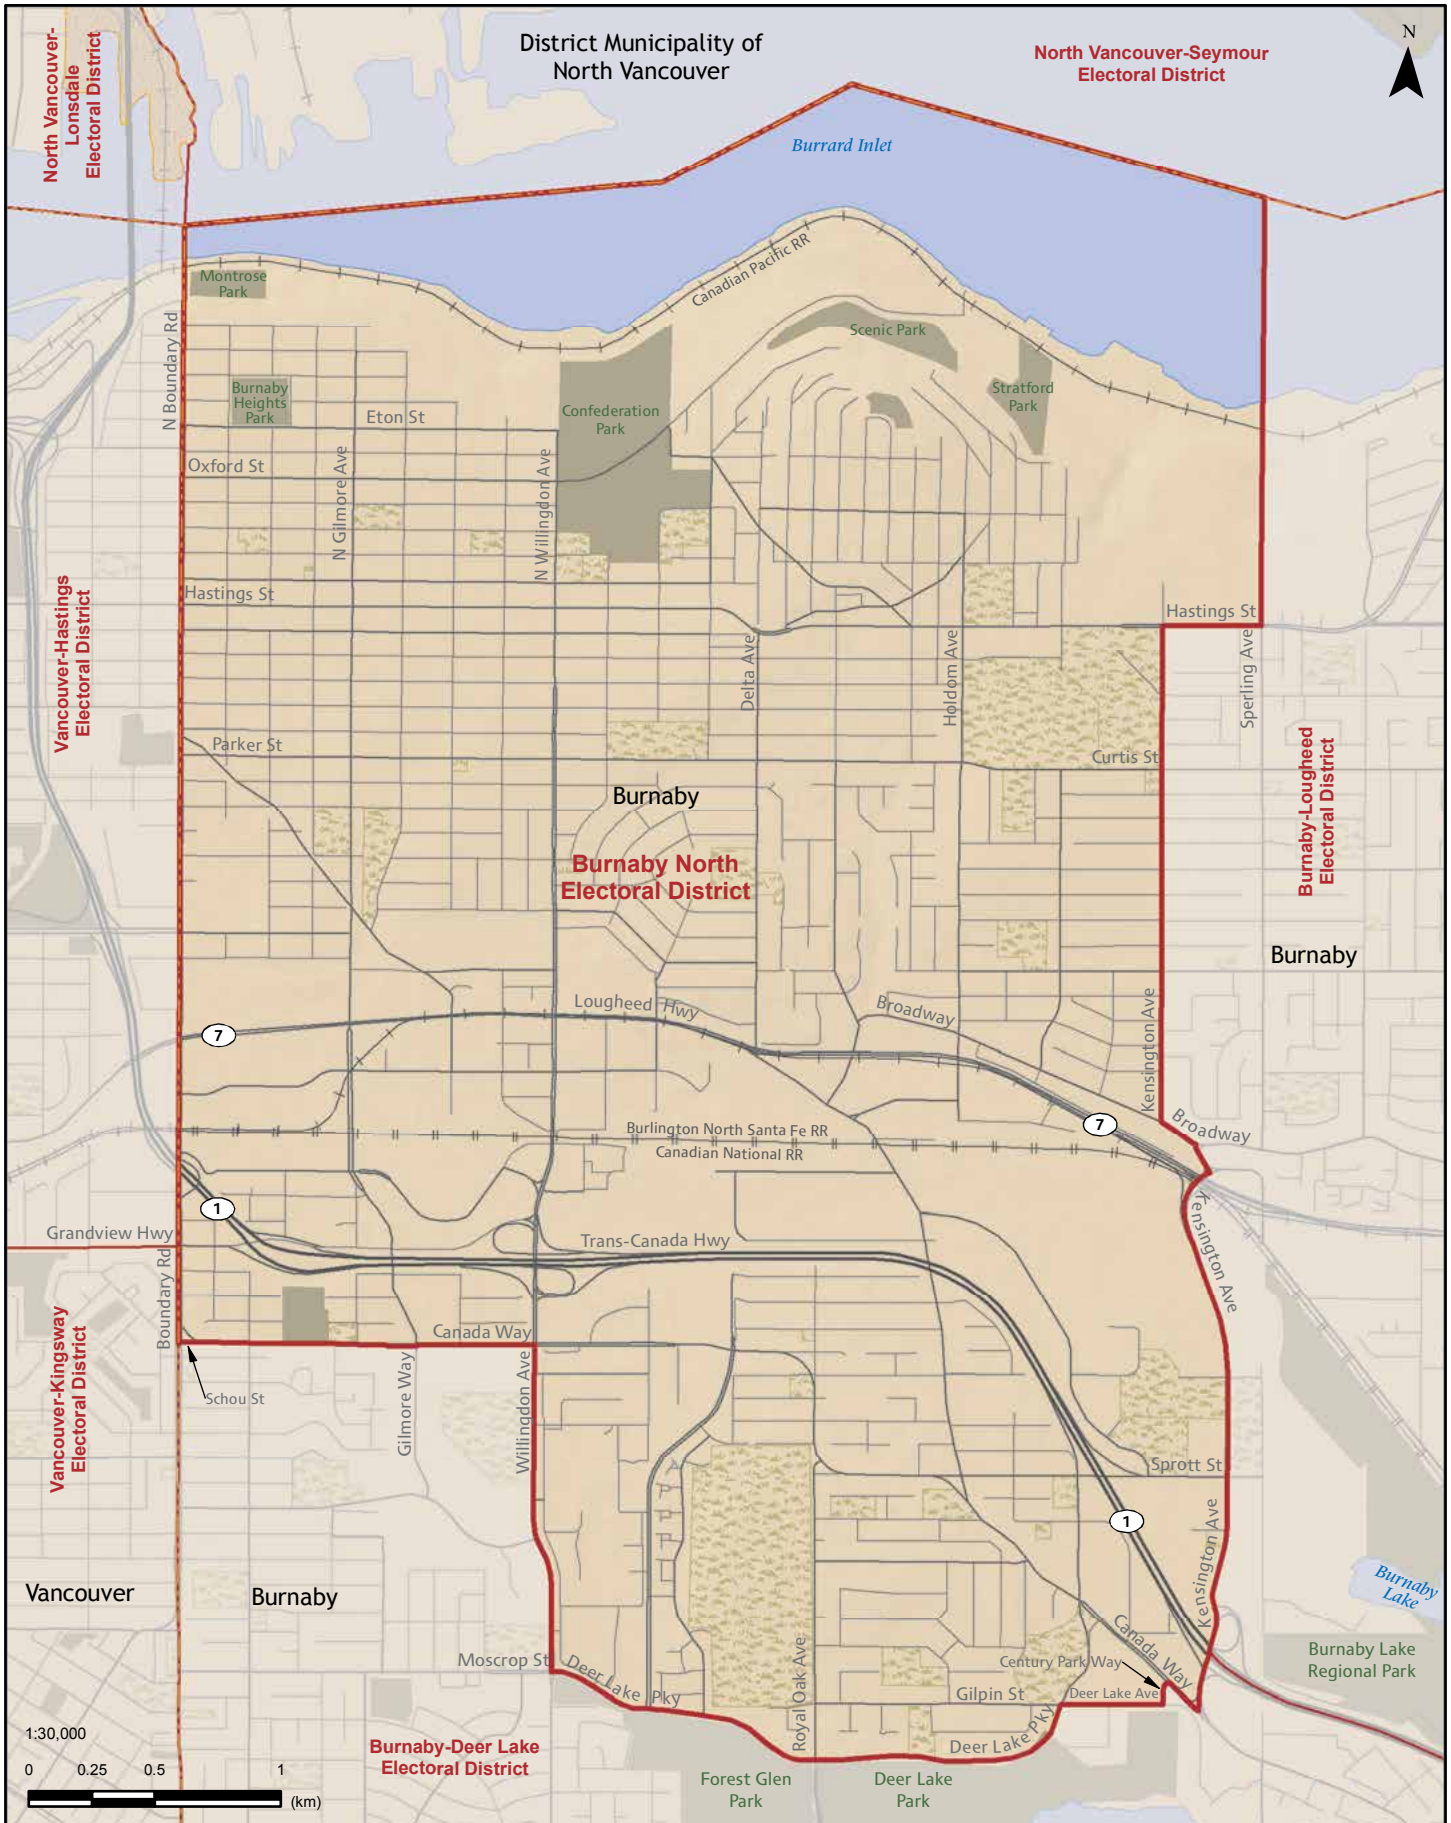 North Vancouver-
Lonsdale
Electoral District
District Municipality of
North Vancouver
North Vancouver-Seymour
Electoral District
N
Burrard Inlet
Canadian Pacific RR
Montrose
Park
Scenic Park
N Boundary Rd
Burnaby
Heights
Park
Confederation
Park
Stratford
Park
Eton St
Oxford St
N Gilmore Ave
N Willingdon Ave
Hastings St
Hastings St
Vancouver-Hastings
Electoral District
Delta Ave
Holdom Ave
Sperling Ave
Parker St
Curtis St
Burnaby
Burnaby-Lougheed
Electoral District
Burnaby North
Electoral District
Burnaby
Lougheed Hwy
Broadway
Kensington Ave
7
Burlington North Santa Fe RR
Canadian National RR
7
Broadway
1
Grandview Hwy
Trans-Canada Hwy
Kensington Ave
Boundary Rd
Canada Way
Vancouver-Kingsway
Electoral District
Schou St
Gilmore Way
Willingdon Ave
Sprott St
1
Kensington Ave
Vancouver
Burnaby
Burnaby
Lake
Moscrop St
Deer Lake Pky
Royal Oak Ave
Canada Way
Century Park Way
Burnaby Lake
Regional Park
Gilpin St
Deer Lake Ave
Deer Lake Pky
1:30,000
0 0.25 0.5 1
(km)
Burnaby-Deer Lake
Electoral District
Forest Glen
Park
Deer Lake
Park